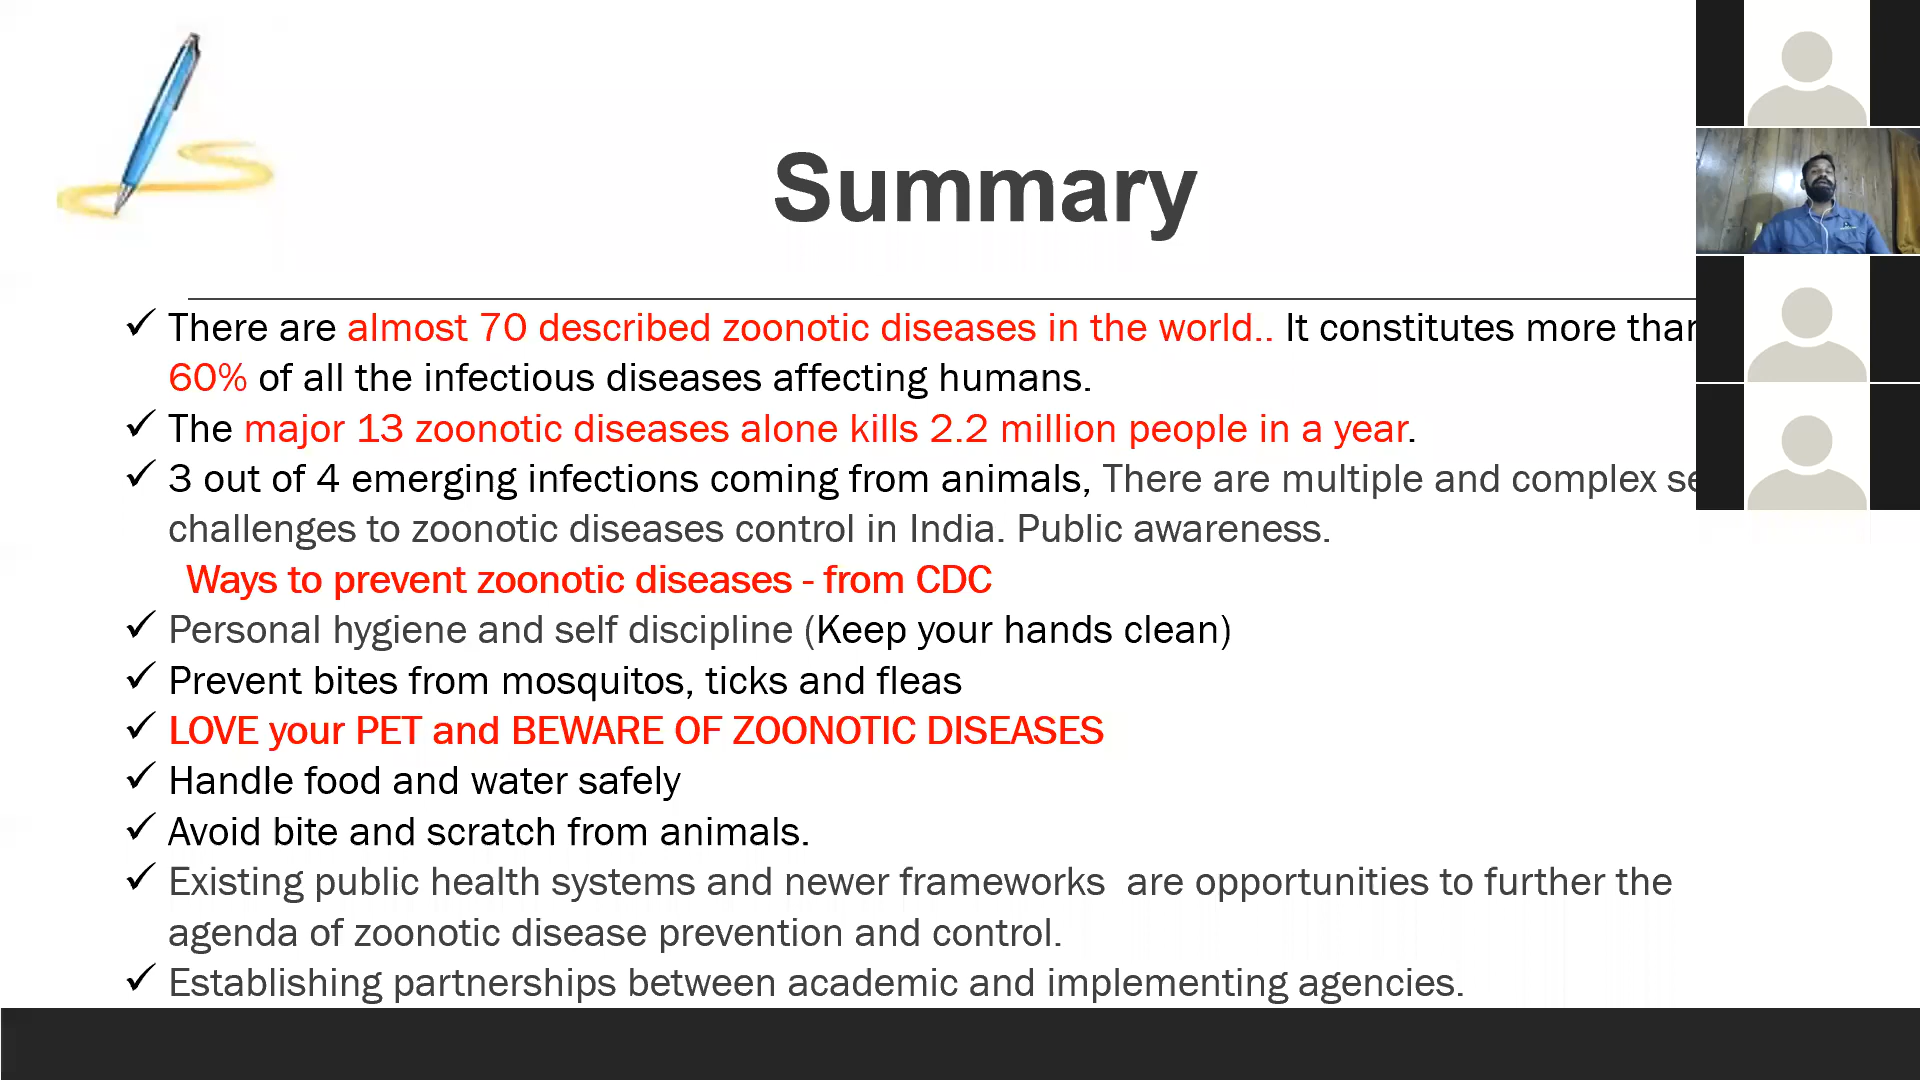 Summary
✓ There are almost 70 described zoonotic diseases in the world.. It constitutes more than
60% of all the infectious diseases affecting humans.
✓ The major 13 zoonotic diseases alone kills 2.2 million people in a year.
✓ 3 out of 4 emerging infections coming from animals, There are multiple and complex
challenges to zoonotic diseases control in India. Public awareness.
Ways to prevent zoonotic diseases - from CDC
✓ Personal hygiene and self discipline (Keep your hands clean)
✓ Prevent bites from mosquitos, ticks and fleas
✓ LOVE your PET and BEWARE OF ZOONOTIC DISEASES
✓ Handle food and water safely
✓ Avoid bite and scratch from animals.
✓ Existing public health systems and newer frameworks  are opportunities to further the
agenda of zoonotic disease prevention and control.
✓ Establishing partnerships between academic and implementing agencies.